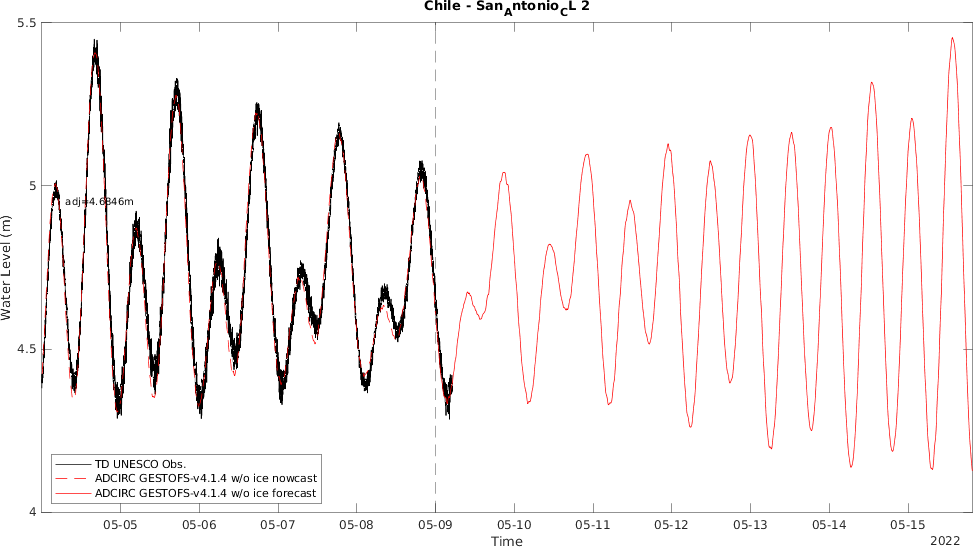 Chile - SanAntonioCL 2
5.5
5
4.5
4
Water Level (m)
adj=4.6846m
TD UNESCO Obs.
ADCIRC GESTOFS-v4.1.4 w/o ice nowcast
ADCIRC GESTOFS-v4.1.4 w/o ice forecast
05-05 05-06 05-07 05-08 05-09 05-10 05-11 05-12 05-13 05-14 05-15
Time
2022